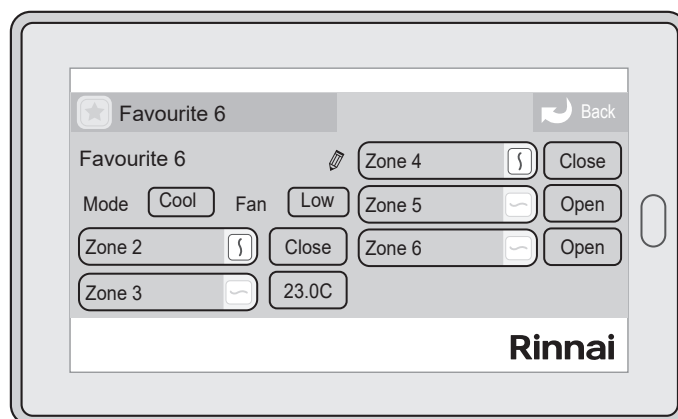 Favourite 6
Back
Favourite 6
Mode Cool Fan Low
Zone 2 Close
Zone 3 23.0C
Zone 4 Close
Zone 5 Open
Zone 6 Open
Rinnai